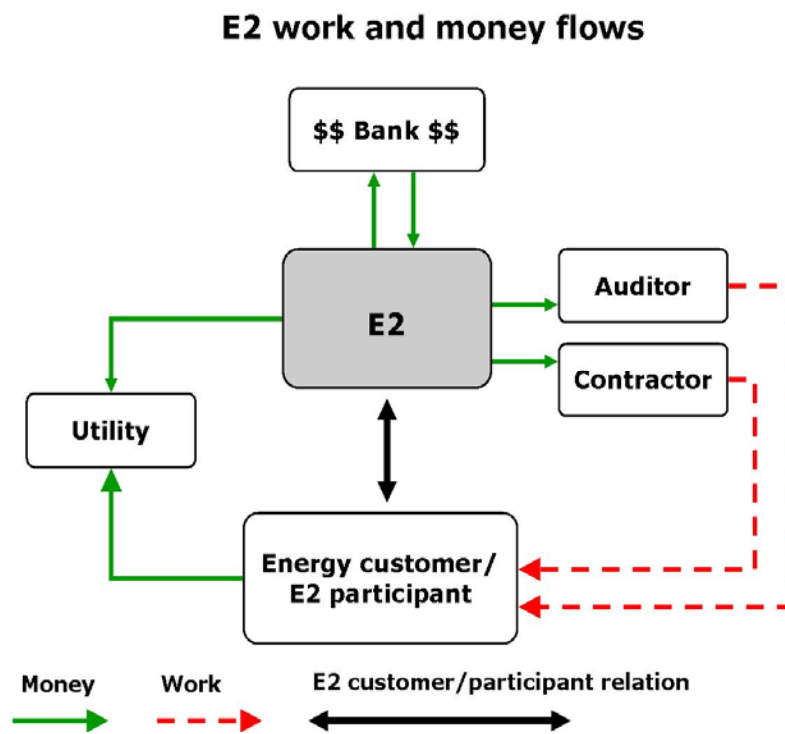 E2 work and money flows
$$ Bank $$
E2
Auditor
Contractor
Utility
Energy customer/
E2 participant
Money
Work
E2 customer/participant relation